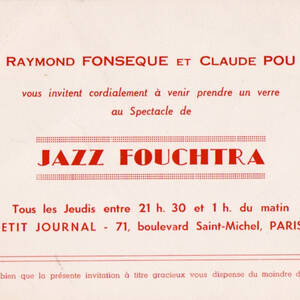 RAYMOND FONSEQUE ET CLAUDE POU
vous invitent cordialement à venir prendre un verre
au Spectacle de
JAZZ FOUCHTRA
Tous les Jeudis entre 21 h. 30 et 1 h. du matin
ETIT JOURNAL - 71, boulevard Saint-Michel, PARIS
bien que la présente invitation à titre gracieux vous dispense du moindre d